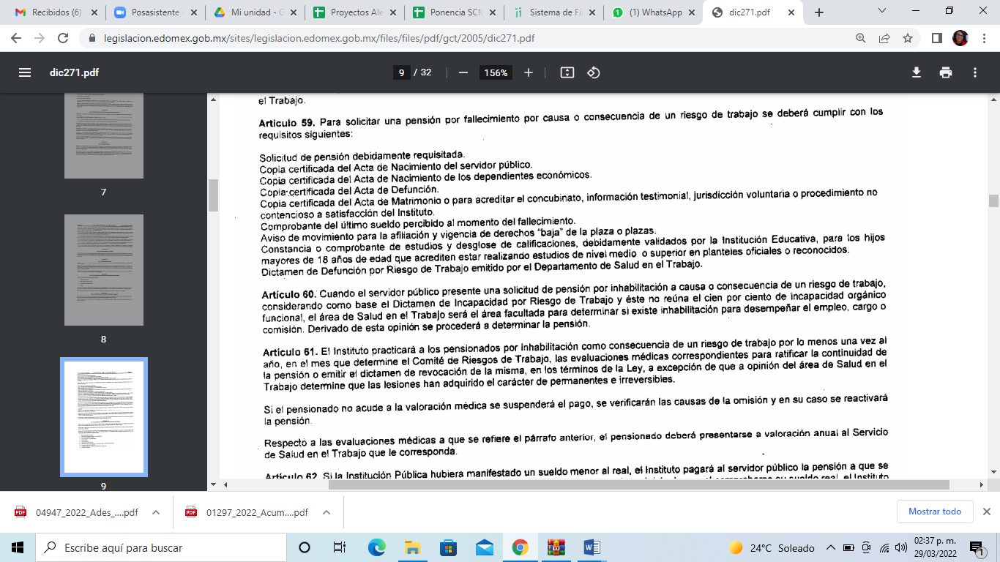 Recibidos (6)
Posasistente -
Mi unidad - G
Proyectos Ale
Ponencia SCM
Sistema de Fi
(1) WhatsApp
dic271.pdf
legislacion.edomex.gob.mx/sites/legislacion.edomex.gob.mx/files/files/pdf/gct/2005/dic271.pdf
dic271.pdf
9 / 32
156%
7
8
9
el Trabajo.
Artículo 59. Para solicitar una pensión por fallecimiento por causa o consecuencia de un riesgo de trabajo se deberá cumplir con los
requisitos siguientes:
Solicitud de pensión debidamente requisitada.
Copia certificada del Acta de Nacimiento del servidor público.
Copia certificada del Acta de Nacimiento de los dependientes económicos.
Copia certificada del Acta de Defunción.
Copia certificada del Acta de Matrimonio o para acreditar el concubinato, información testimonial, jurisdicción voluntaria o procedimiento no
contencioso a satisfacción del Instituto.
Comprobante del último sueldo percibido al momento del fallecimiento.
Aviso de movimiento para la afiliación y vigencia de derechos "baja" de la plaza o plazas.
Constancia o comprobante de estudios y desglose de calificaciones, debidamente validados por la Institución Educativa, para los hijos
mayores de 18 años de edad que acrediten estar realizando estudios de nivel medio o superior en planteles oficiales o reconocidos.
Dictamen de Defunción por Riesgo de Trabajo emitido por el Departamento de Salud en el Trabajo.
Artículo 60. Cuando el servidor público presente una solicitud de pensión por inhabilitación a causa o consecuencia de un riesgo de trabajo,
considerando como base el Dictamen de Incapacidad por Riesgo de Trabajo y éste no reúna el cien por ciento de incapacidad orgánico
funcional, el área de Salud en el Trabajo será el área facultada para determinar si existe inhabilitación para desempeñar el empleo, cargo o
comisión. Derivado de esta opinión se procederá a determinar la pensión.
Artículo 61. El Instituto practicará a los pensionados por inhabilitación como consecuencia de un riesgo de trabajo por lo menos una vez al
año, en el mes que determine el Comité de Riesgos de Trabajo, las evaluaciones médicas correspondientes para ratificar la continuidad de
la pensión o emitir el dictamen de revocación de la misma, en los términos de la Ley, a excepción de que a opinión del área de Salud en el
Trabajo determine que las lesiones han adquirido el carácter de permanentes e irreversibles.
Si el pensionado no acude a la valoración médica se suspenderá el pago, se verificarán las causas de la omisión y en su caso se reactivará
la pensión.
Respecto a las evaluaciones médicas a que se refiere el párrafo anterior, el pensionado deberá presentarse a valoración anual al Servicio
de Salud en el Trabajo que le corresponda.
Artículo 62. Si la Institución Pública hubiera manifestado un sueldo menor al real, el Instituto pagará al servidor público la pensión a que se
su sueldo real, el Instituto
04947_2022_Ades_....pdf
01297_2022_Acum....pdf
Mostrar todo
Escribe aquí para buscar
24°C Soleado
02:37 p. m.
29/03/2022
1